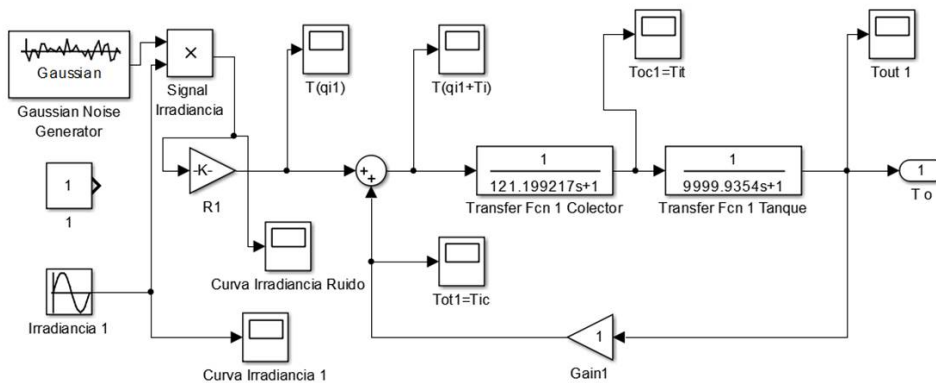 Gaussian
Gaussian Noise
Generator
×
Signal
Irradiancia
T(qi1)
T(qi1+Ti)
Toc1=Tit
Tout 1
1
1
-K-
R1
+
+
1
121.199217s+1
Transfer Fcn 1 Colector
1
9999.9354s+1
Transfer Fcn 1 Tanque
1
T o
Curva Irradiancia Ruido
Tot1=Tic
Irradiancia 1
Curva Irradiancia 1
1
Gain1